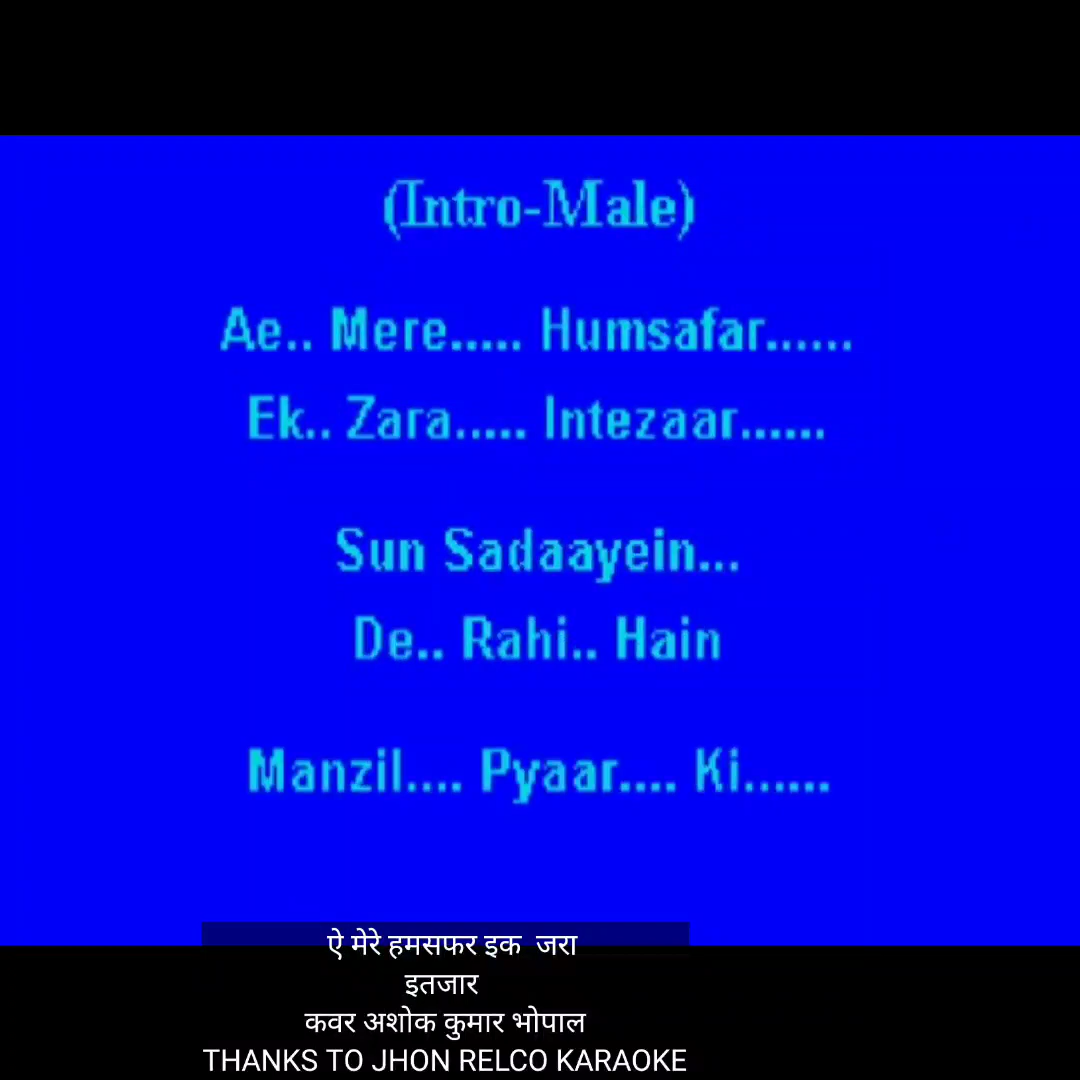 (Intro-Male)
Ae.. Mere..... Humsafar......
Ek.. Zara..... Intezaar......
Sun Sadaayein...
De.. Rahi.. Hain
Manzil.... Pyaar.... Ki......
ऐ मेरे हमसफर इक  जरा
इतजार
कवर अशोक कुमार भोपाल
THANKS TO JHON RELCO KARAOKE